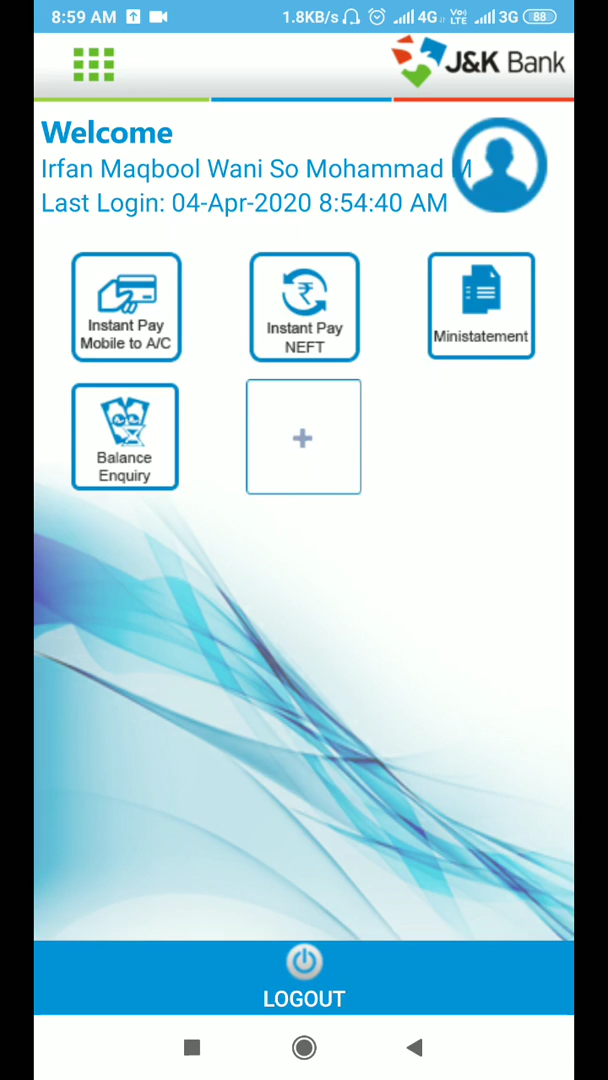 8:59 AM 1.8KB/s 4G Vo) LTE 3G 88
J&K Bank
Welcome
Irfan Maqbool Wani So Mohammad M
Last Login: 04-Apr-2020 8:54:40 AM
Instant Pay
Mobile to A/C
Instant Pay
NEFT
Ministatement
Balance
Enquiry
LOGOUT